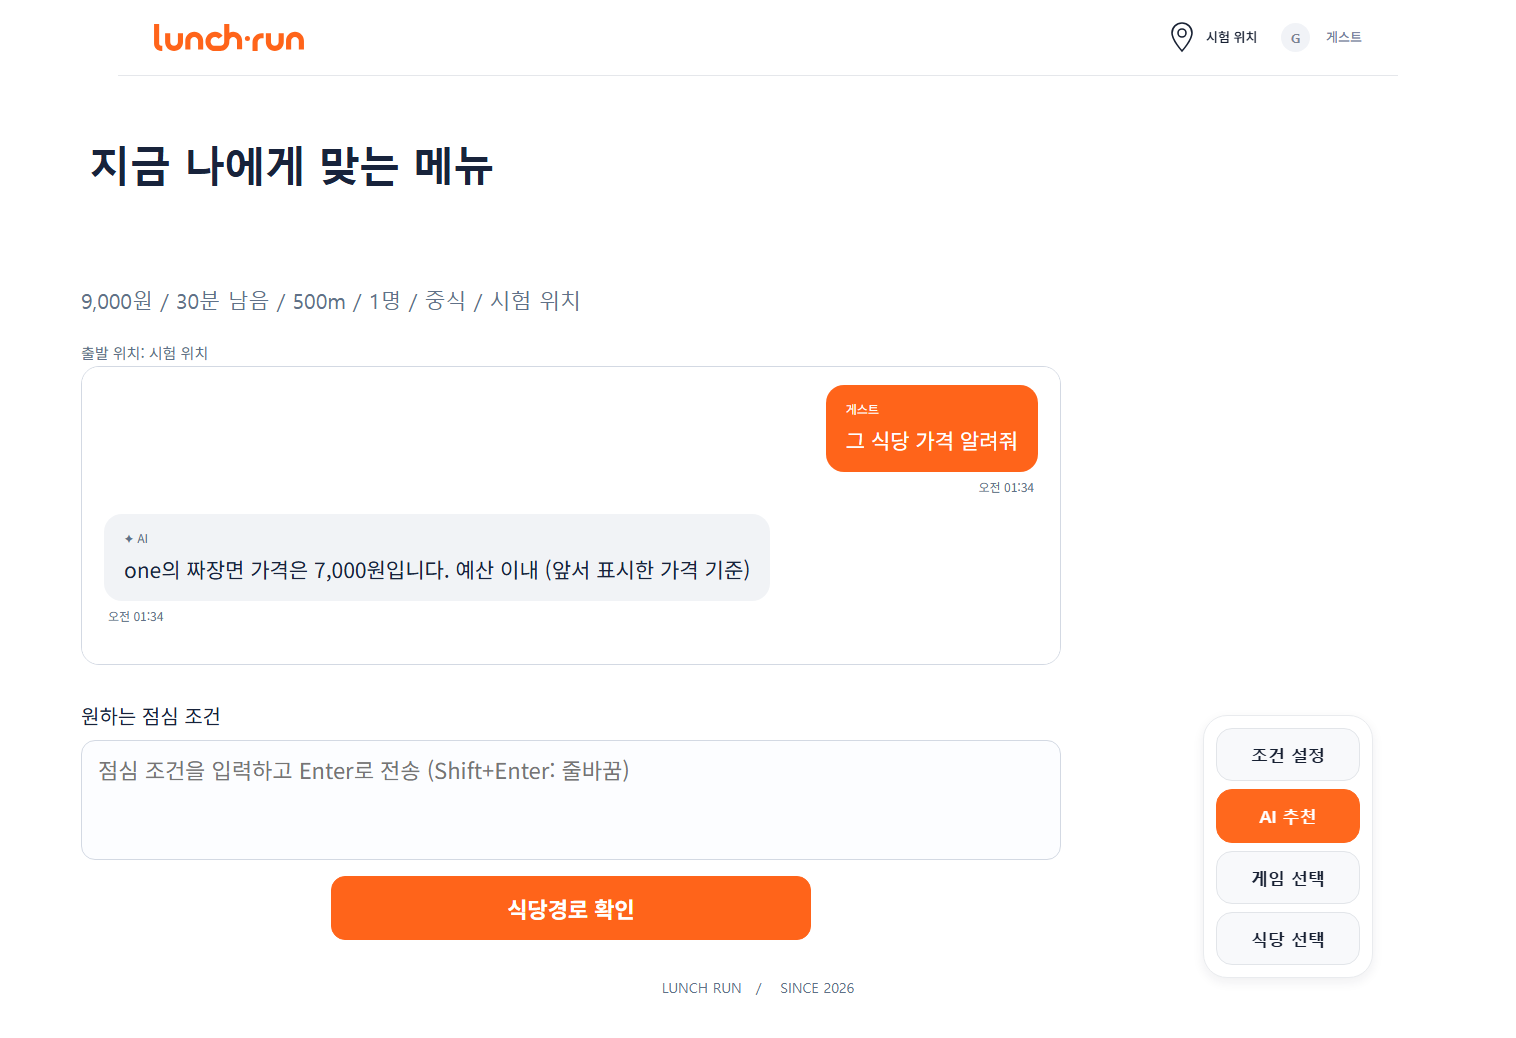 lunch·run
시험 위치
G 게스트
지금 나에게 맞는 메뉴
9,000원 / 30분 남음 / 500m / 1명 / 중식 / 시험 위치
출발 위치: 시험 위치
게스트
그 식당 가격 알려줘
오전 01:34
✦ AI
one의 짜장면 가격은 7,000원입니다. 예산 이내 (앞서 표시한 가격 기준)
오전 01:34
원하는 점심 조건
점심 조건을 입력하고 Enter로 전송 (Shift+Enter: 줄바꿈)
식당경로 확인
조건 설정
AI 추천
게임 선택
식당 선택
LUNCH RUN / SINCE 2026